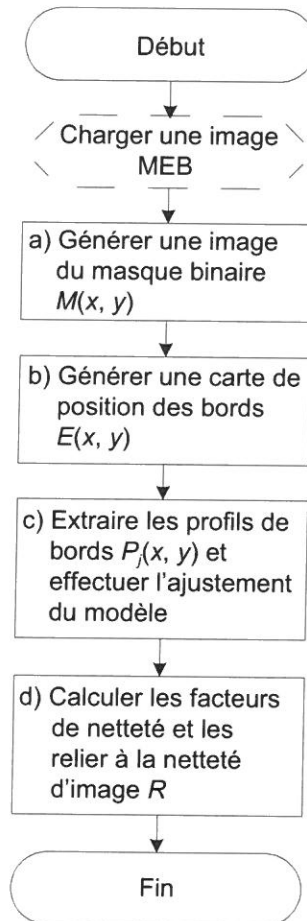 Début
Charger une image
MEB
a) Générer une image
du masque binaire
M(x, y)
b) Générer une carte de
position des bords
E(x, y)
c) Extraire les profils de
bords Pj(x, y) et
effectuer l'ajustement
du modèle
d) Calculer les facteurs
de netteté et les
relier à la netteté
d'image R
Fin